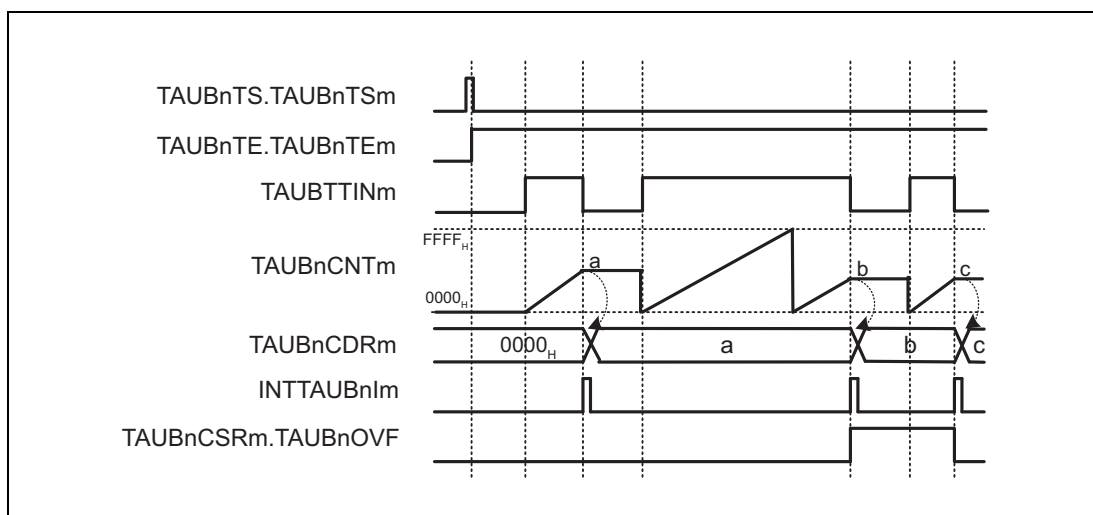 TAUBnTS.TAUBnTSm
TAUBnTE.TAUBnTEm
TAUBTTINm
FFFFH
TAUBnCNTm
a
b
c
0000H
TAUBnCDRm
0000H
a
b
c
INTTAUBnIm
TAUBnCSRm.TAUBnOVF